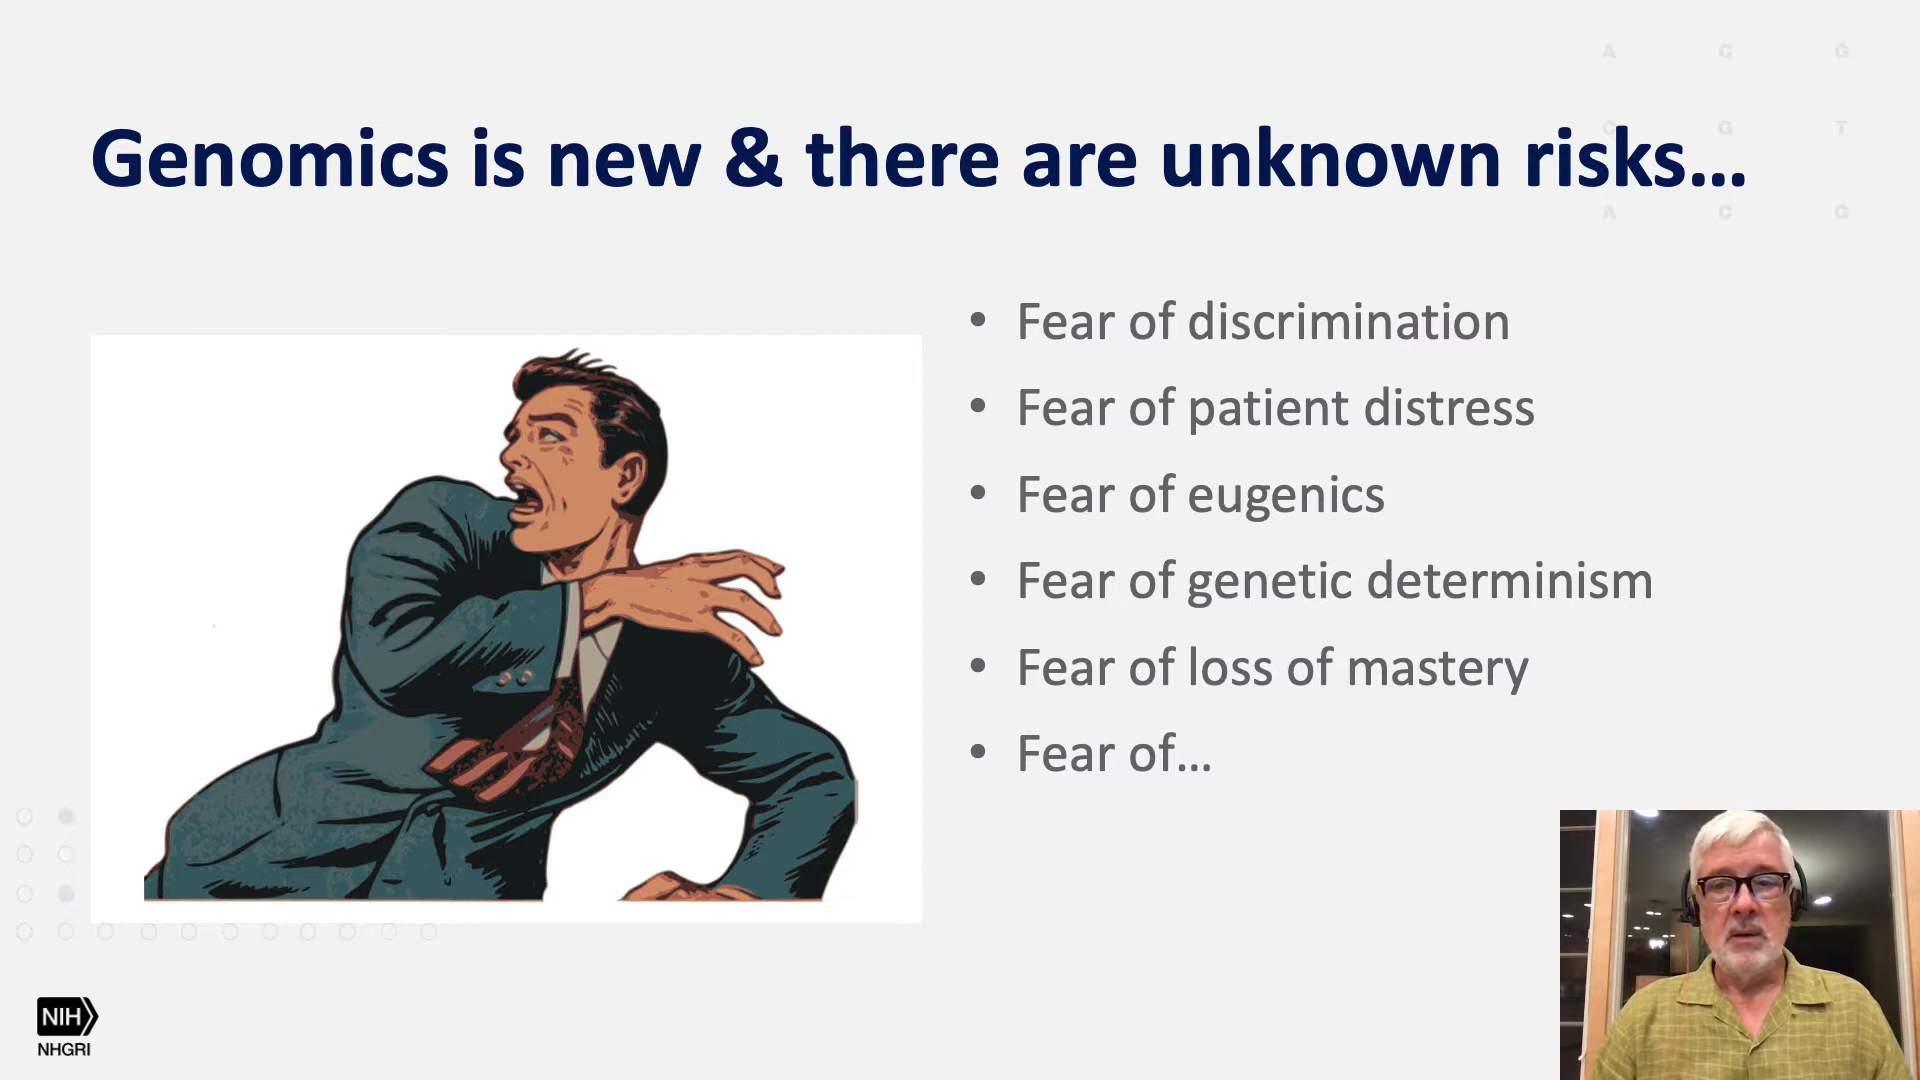 A C G
C G T
A C G
Genomics is new & there are unknown risks...
• Fear of discrimination
• Fear of patient distress
• Fear of eugenics
• Fear of genetic determinism
• Fear of loss of mastery
• Fear of...
NIH
NHGRI